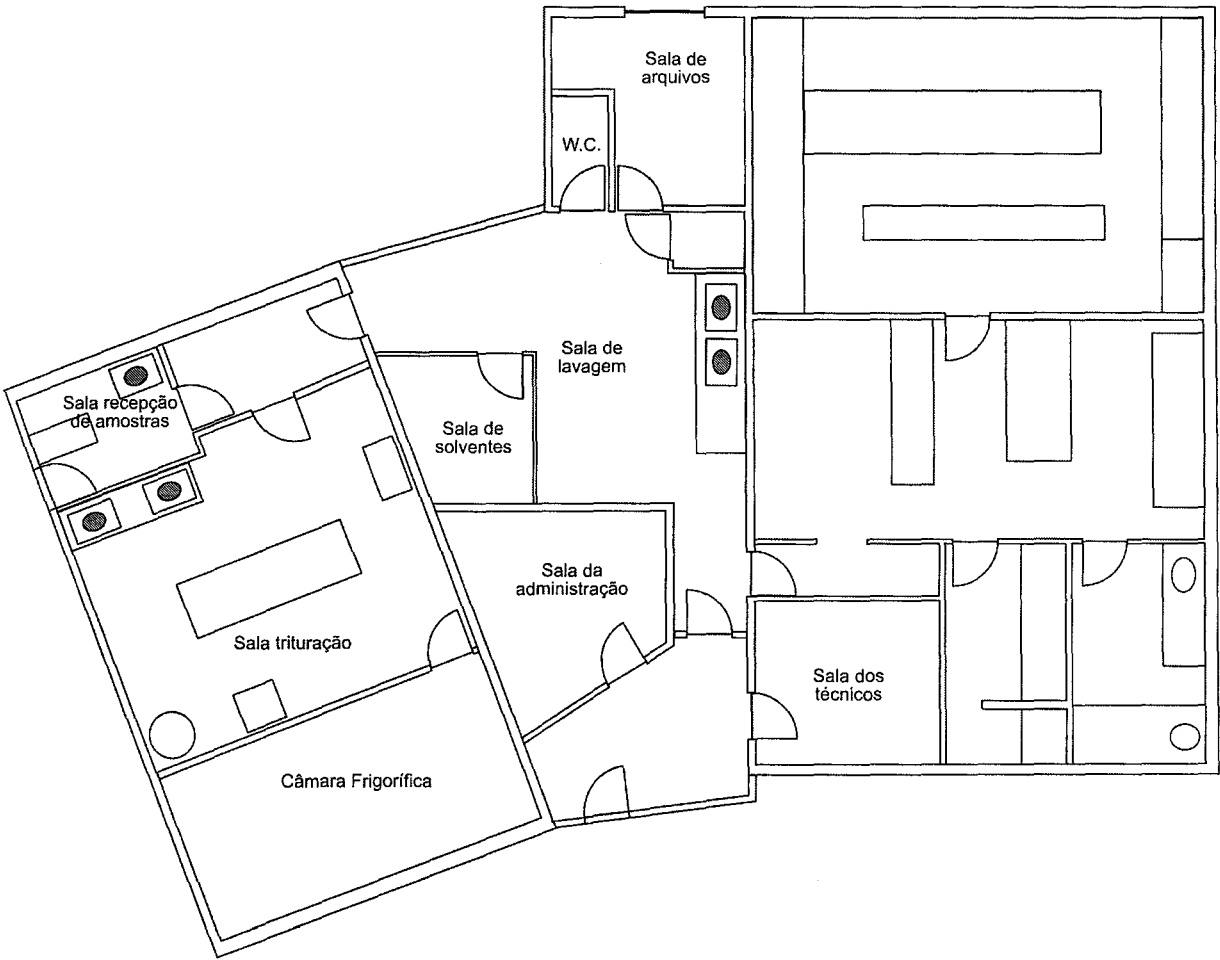 Sala de
arquivos
W.C.
Sala de
lavagem
Sala recepção
de amostras
Sala de
solventes
Sala da
administração
Sala trituração
Sala dos
técnicos
Câmara Frigorífica